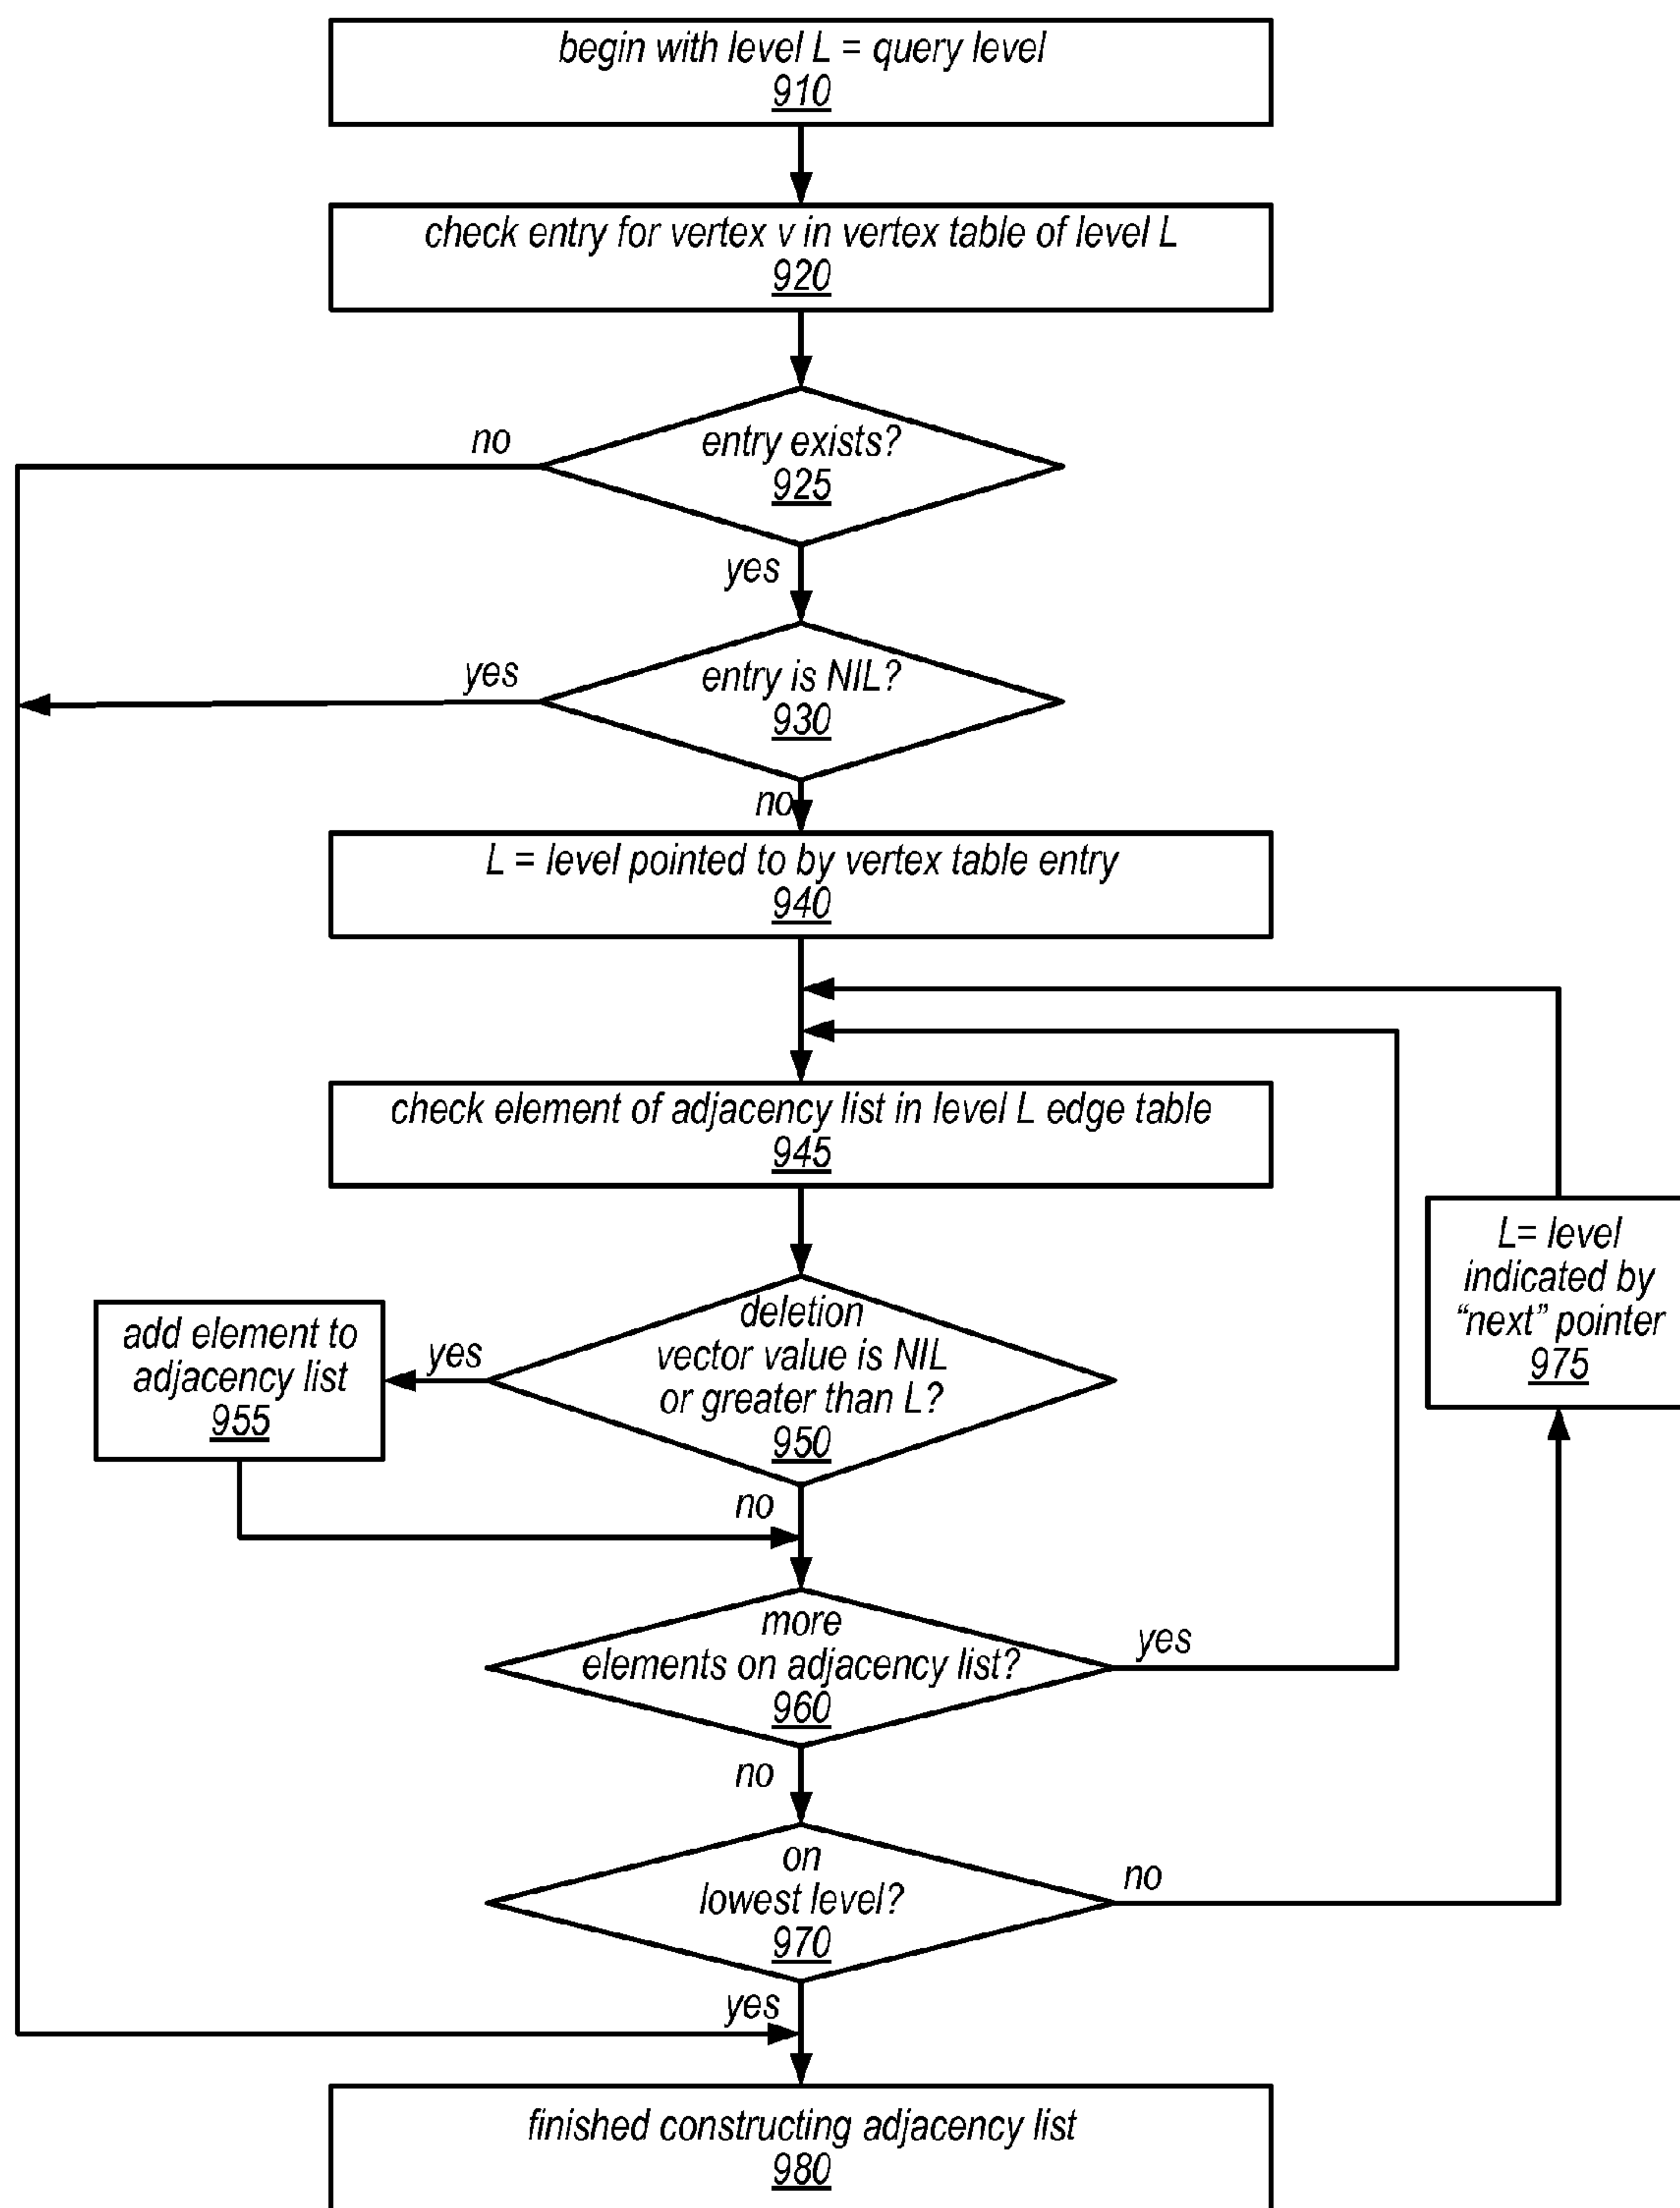 begin with level L = query level
910
check entry for vertex v in vertex table of level L
920
no
entry exists?
925
yes
yes
entry is NIL?
930
no
L = level pointed to by vertex table entry
940
check element of adjacency list in level L edge table
945
L= level
indicated by
“next” pointer
975
add element to
adjacency list
955
yes
deletion
vector value is NIL
or greater than L?
950
no
more
elements on adjacency list?
960
yes
no
on
lowest level?
970
no
yes
finished constructing adjacency list
980